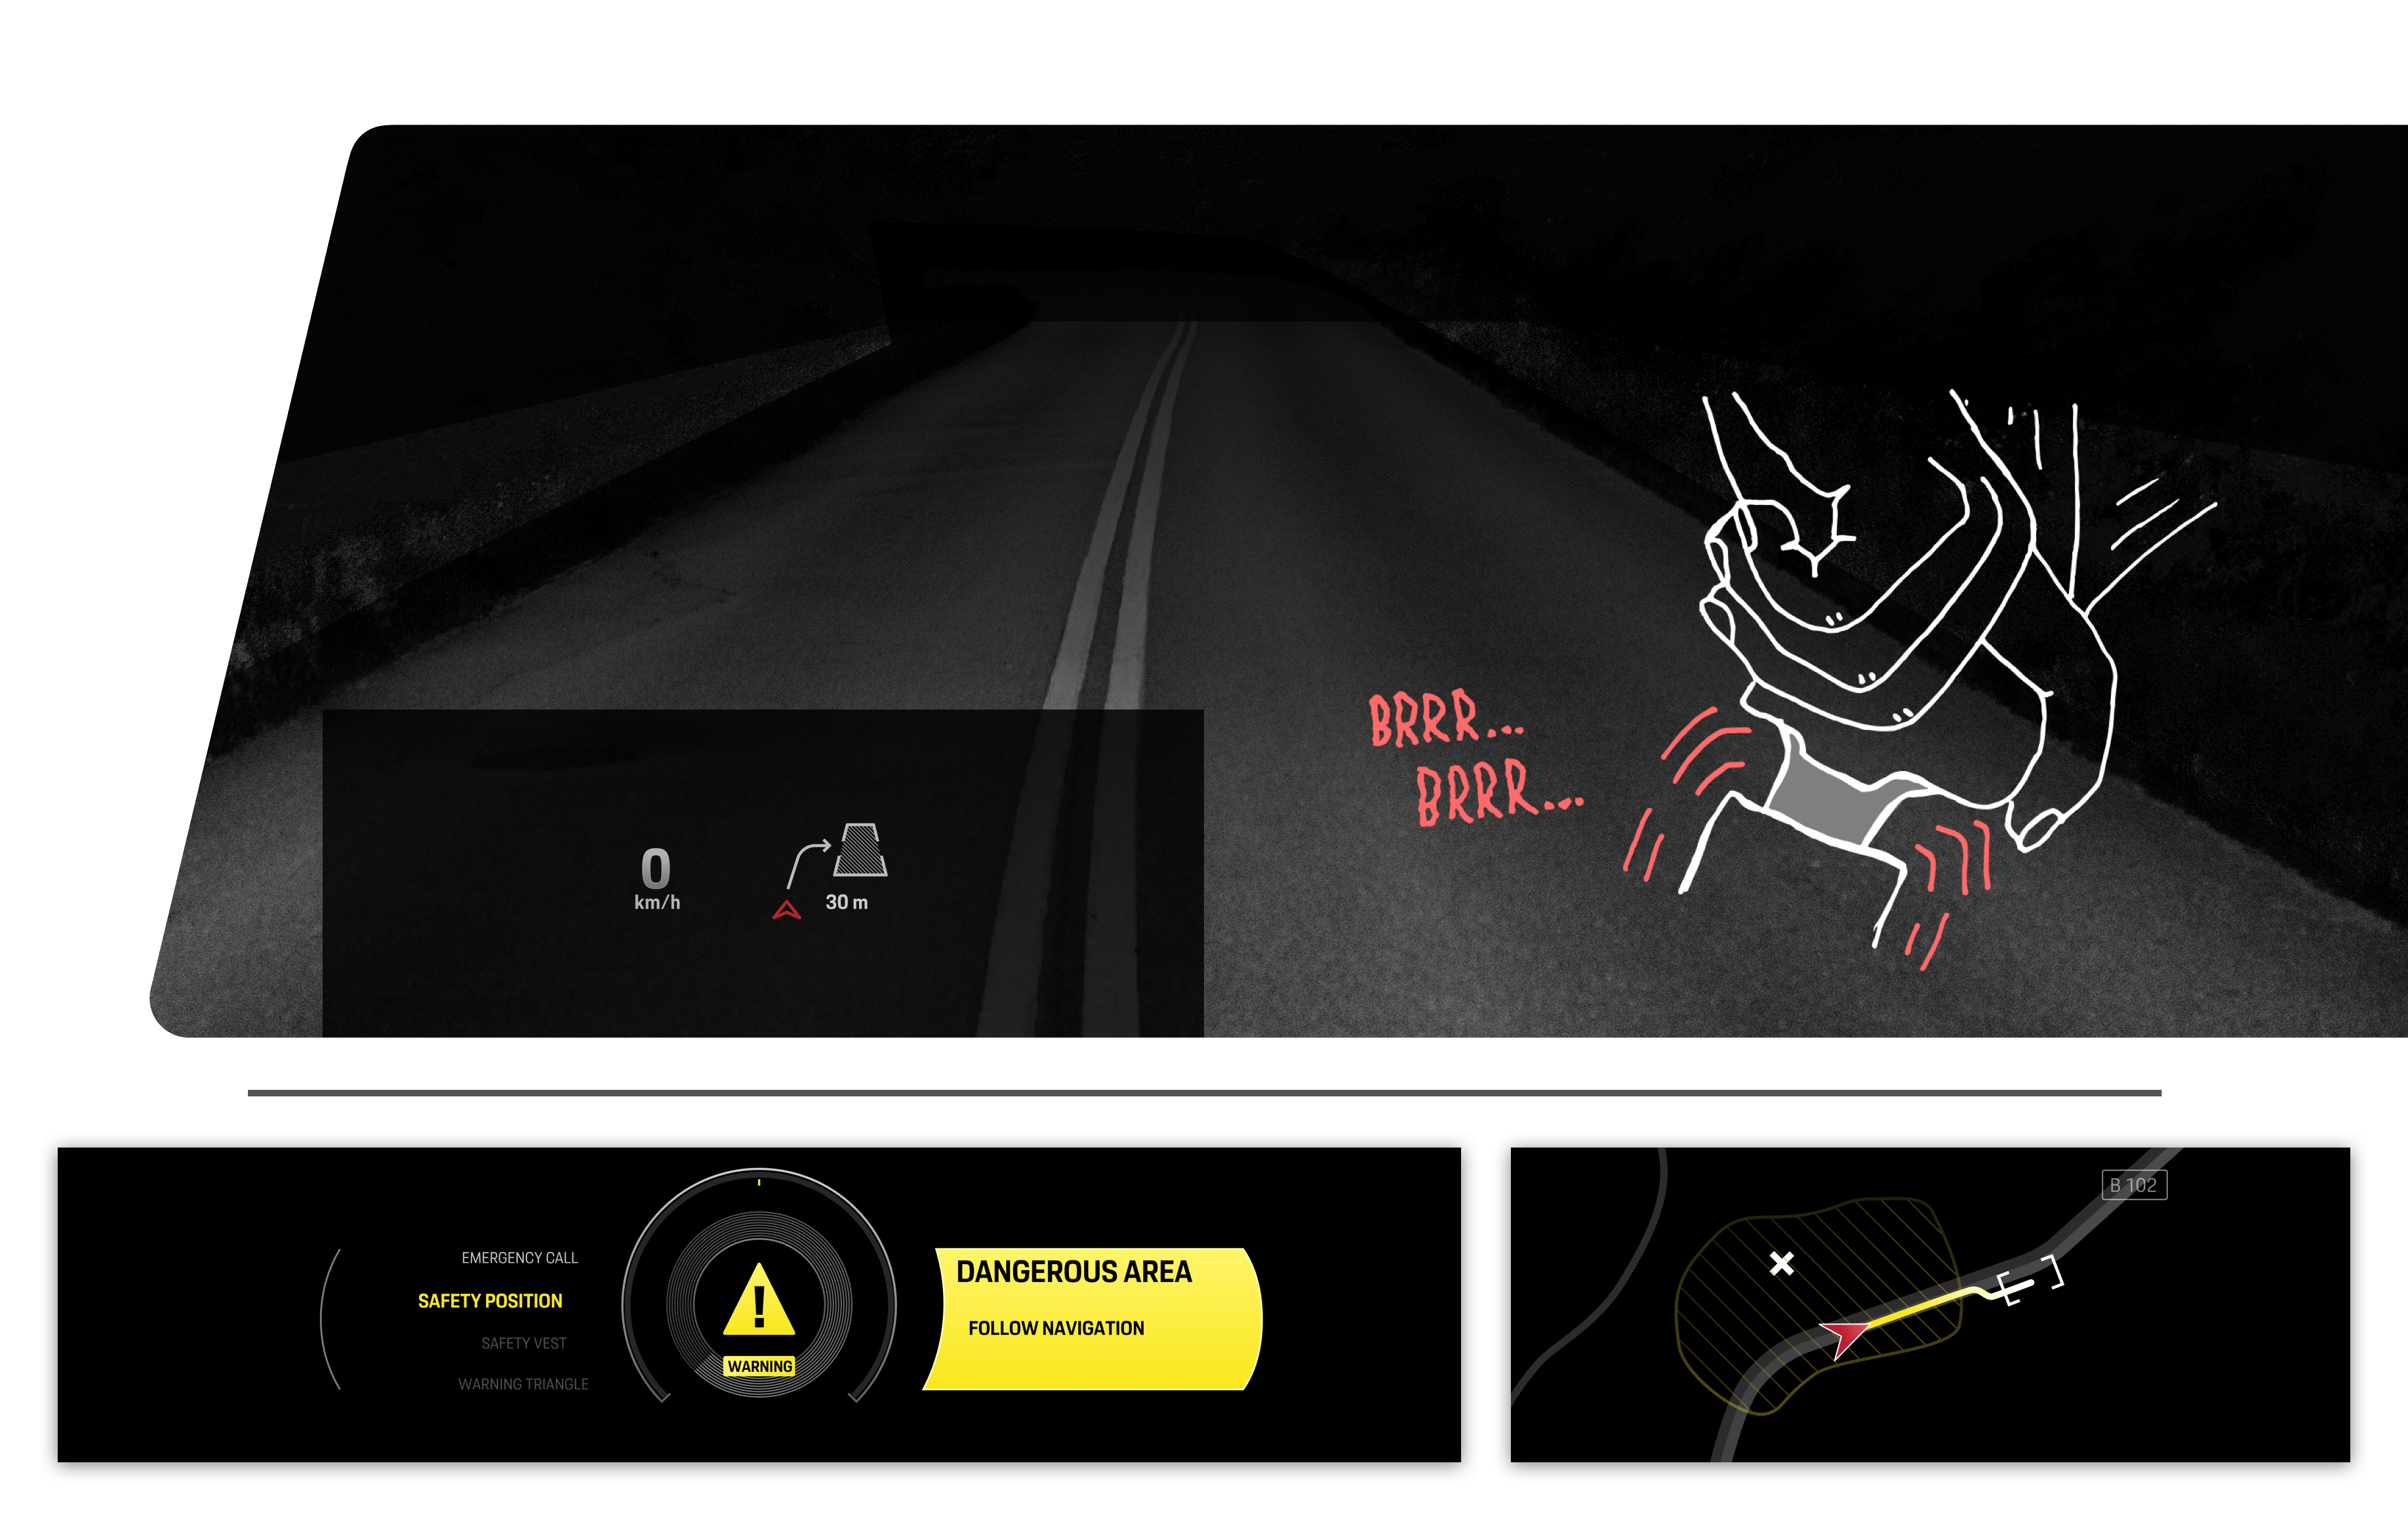 BRRR...
BRRR...
0
km/h
30 m
EMERGENCY CALL
SAFETY POSITION
SAFETY VEST
WARNING TRIANGLE
!
WARNING
DANGEROUS AREA
FOLLOW NAVIGATION
B 102